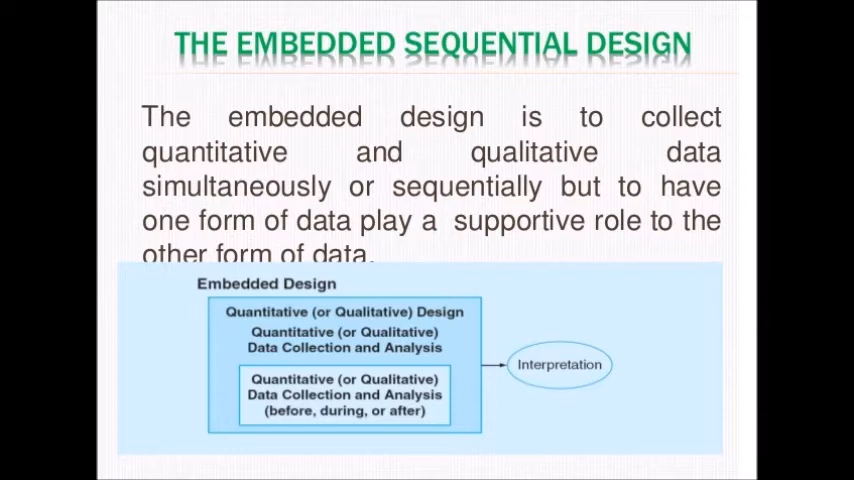 THE EMBEDDED SEQUENTIAL DESIGN
The embedded design is to collect
quantitative and qualitative data
simultaneously or sequentially but to have
one form of data play a supportive role to the
other form of data.
Embedded Design
Quantitative (or Qualitative) Design
Quantitative (or Qualitative)
Data Collection and Analysis
Quantitative (or Qualitative)
Data Collection and Analysis
(before, during, or after)
Interpretation